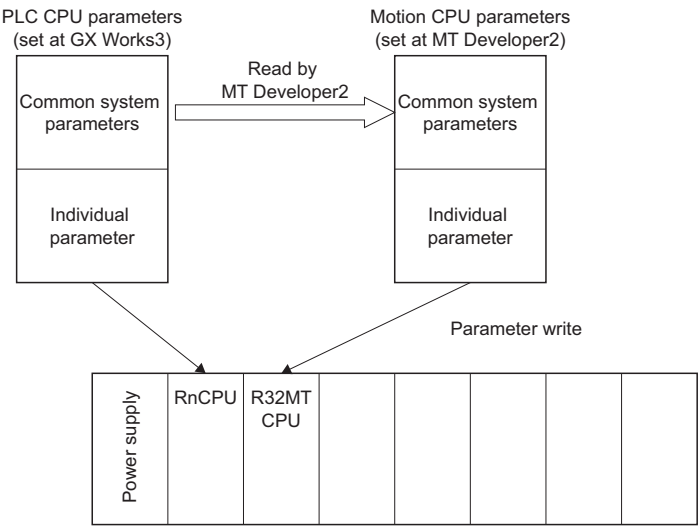 PLC CPU parameters
(set at GX Works3)
Motion CPU parameters
(set at MT Developer2)
Read by
MT Developer2
Common system
parameters
Common system
parameters
Individual
parameter
Individual
parameter
Parameter write
Power supply
RnCPU
R32MT
CPU